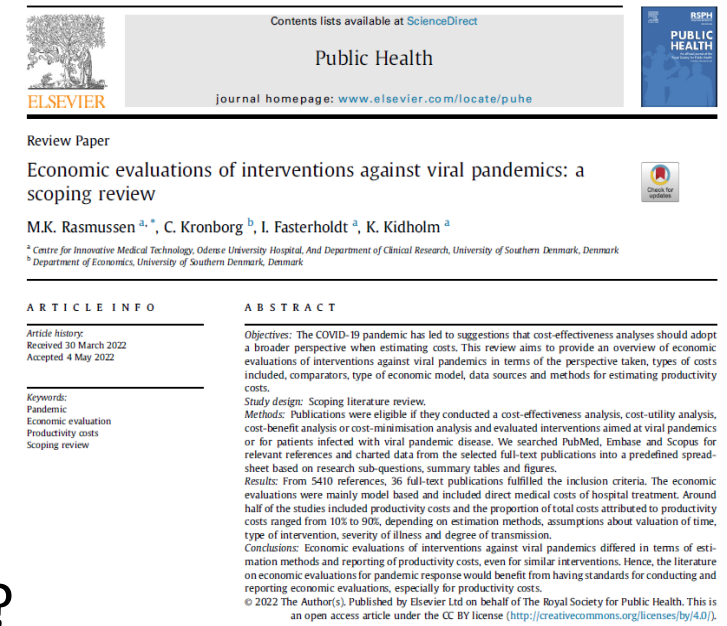 Contents lists available at ScienceDirect
Public Health
journal homepage: www.elsevier.com/locate/puhe
ELSEVIER
RSPH
PUBLIC
HEALTH
Review Paper
Economic evaluations of interventions against viral pandemics: a
scoping review
Check for
updates
M.K. Rasmussen a, *, C. Kronborg b, I. Fasterholdt a, K. Kidholm a
a Centre for Innovative Medical Technology, Odense University Hospital, And Department of Clinical Research, University of Southern Denmark, Denmark
b Department of Economics, University of Southern Denmark, Denmark
ARTICLE INFO
Article history:
Received 30 March 2022
Accepted 4 May 2022
Keywords:
Pandemic
Economic evaluation
Productivity costs
Scoping review
ABSTRACT
Objectives: The COVID-19 pandemic has led to suggestions that cost-effectiveness analyses should adopt
a broader perspective when estimating costs. This review aims to provide an overview of economic
evaluations of interventions against viral pandemics in terms of the perspective taken, types of costs
included, comparators, type of economic model, data sources and methods for estimating productivity
costs.
Study design: Scoping literature review.
Methods: Publications were eligible if they conducted a cost-effectiveness analysis, cost-utility analysis,
cost-benefit analysis or cost-minimisation analysis and evaluated interventions aimed at viral pandemics
or for patients infected with viral pandemic disease. We searched PubMed, Embase and Scopus for
relevant references and charted data from the selected full-text publications into a predefined spread-
sheet based on research sub-questions, summary tables and figures.
Results: From 5410 references, 36 full-text publications fulfilled the inclusion criteria. The economic
evaluations were mainly model based and included direct medical costs of hospital treatment. Around
half of the studies included productivity costs and the proportion of total costs attributed to productivity
costs ranged from 10% to 90%, depending on estimation methods, assumptions about valuation of time,
type of intervention, severity of illness and degree of transmission.
Conclusions: Economic evaluations of interventions against viral pandemics differed in terms of esti-
mation methods and reporting of productivity costs, even for similar interventions. Hence, the literature
on economic evaluations for pandemic response would benefit from having standards for conducting and
reporting economic evaluations, especially for productivity costs.
© 2022 The Author(s). Published by Elsevier Ltd on behalf of The Royal Society for Public Health. This is
an open access article under the CC BY license (http://creativecommons.org/licenses/by/4.0/).
?